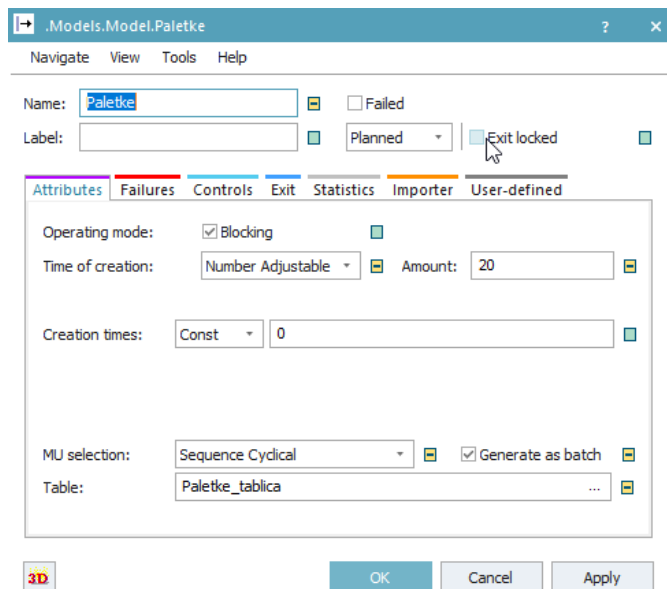 .Models.Model.Paletke ? ×
Navigate View Tools Help
Name: Paletke Failed
Label: Planned Exit locked
Attributes Failures Controls Exit Statistics Importer User-defined
Operating mode: Blocking
Time of creation: Number Adjustable Amount: 20
Creation times: Const 0
MU selection: Sequence Cyclical Generate as batch
Table: Paletke_tablica ...
3D OK Cancel Apply